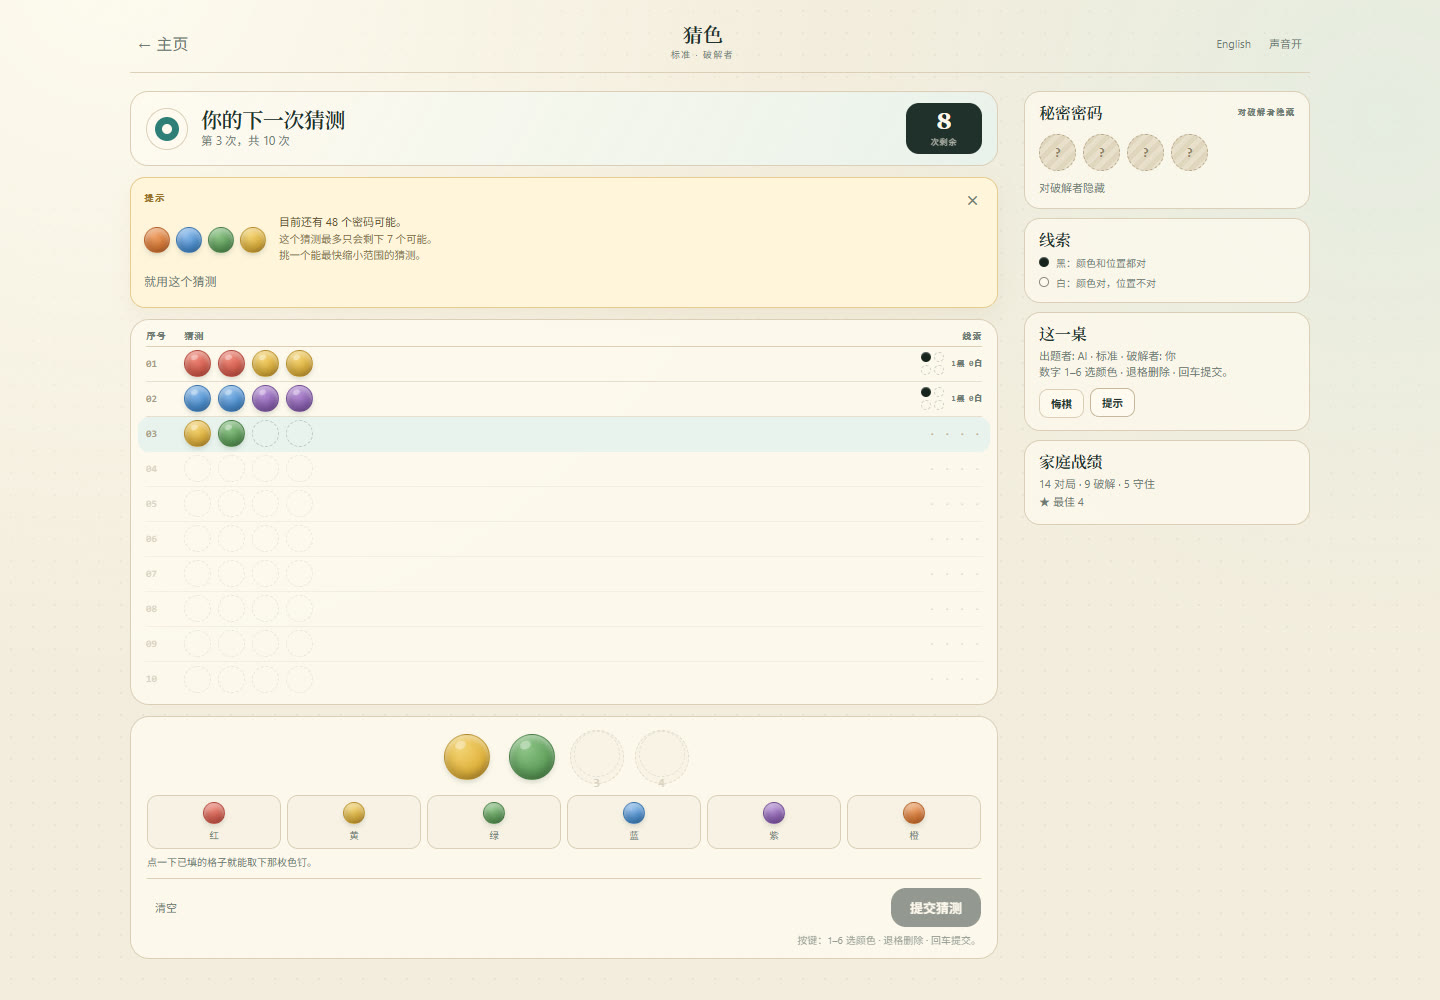 ← 主页
猜色
标准 · 破解者
English
声音开
你的下一次猜测
第 3 次，共 10 次
8
次剩余
提示
×
目前还有 48 个密码可能。
这个猜测最多只会剩下 7 个可能。
挑一个能最快缩小范围的猜测。
就用这个猜测
序号 猜测 线索
01 1黑 0白
02 1黑 0白
03
04
05
06
07
08
09
10
3 4
红 黄 绿 蓝 紫 橙
点一下已填的格子就能取下那枚色钉。
清空
提交猜测
按键：1–6 选颜色 · 退格删除 · 回车提交。
秘密密码
对破解者隐藏
? ? ? ?
对破解者隐藏
线索
黑：颜色和位置都对
白：颜色对，位置不对
这一桌
出题者: AI · 标准 · 破解者: 你
数字 1–6 选颜色 · 退格删除 · 回车提交。
悔棋 提示
家庭战绩
14 对局 · 9 破解 · 5 守住
★ 最佳 4